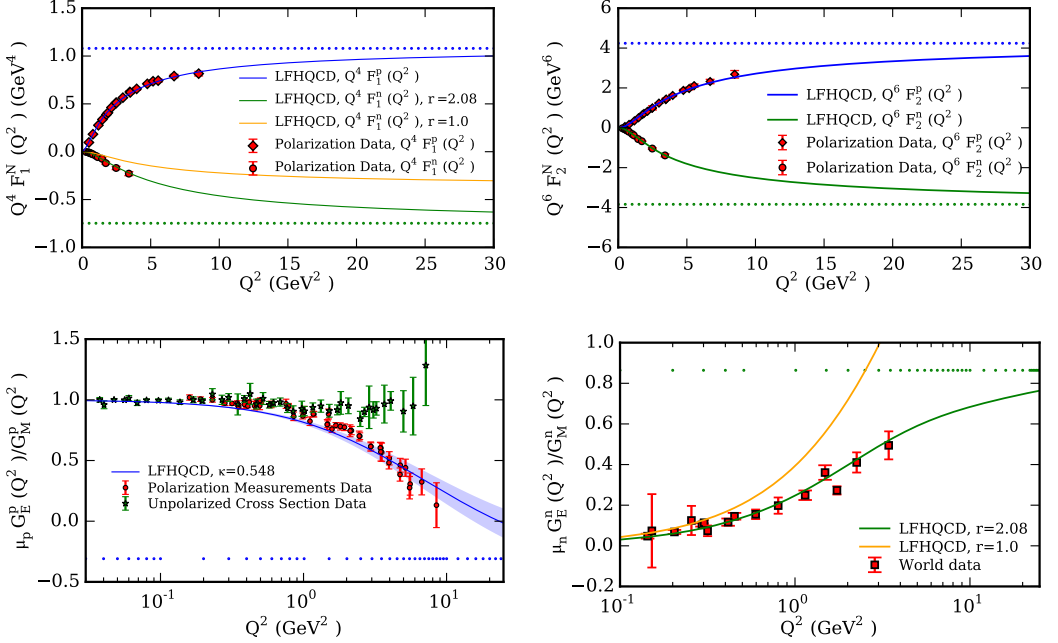 Q⁴ F₁ᴺ (Q²) (GeV⁴)
1.5
1.0
0.5
0.0
−0.5
−1.0
LFHQCD, Q⁴ F₁ᵖ (Q² )
LFHQCD, Q⁴ F₁ⁿ (Q² ), r=2.08
LFHQCD, Q⁴ F₁ⁿ (Q² ), r=1.0
Polarization Data, Q⁴ F₁ᵖ (Q² )
Polarization Data, Q⁴ F₁ⁿ (Q² )
0 5 10 15 20 25 30
Q² (GeV² )
Q⁶ F₂ᴺ (Q² ) (GeV⁶)
6
4
2
0
−2
−4
−6
LFHQCD, Q⁶ F₂ᵖ (Q² )
LFHQCD, Q⁶ F₂ⁿ (Q² )
Polarization Data, Q⁶ F₂ᵖ (Q² )
Polarization Data, Q⁶ F₂ⁿ (Q² )
0 5 10 15 20 25 30
Q² (GeV² )
μₚ G_E^p (Q² )/G_M^p (Q² )
1.5
1.0
0.5
0.0
−0.5
LFHQCD, κ=0.548
Polarization Measurements Data
Unpolarized Cross Section Data
10⁻¹ 10⁰ 10¹
Q² (GeV² )
μₙ G_E^n (Q² )/G_M^n (Q² )
1.0
0.8
0.6
0.4
0.2
0.0
−0.2
LFHQCD, r=2.08
LFHQCD, r=1.0
World data
10⁻¹ 10⁰ 10¹
Q² (GeV² )